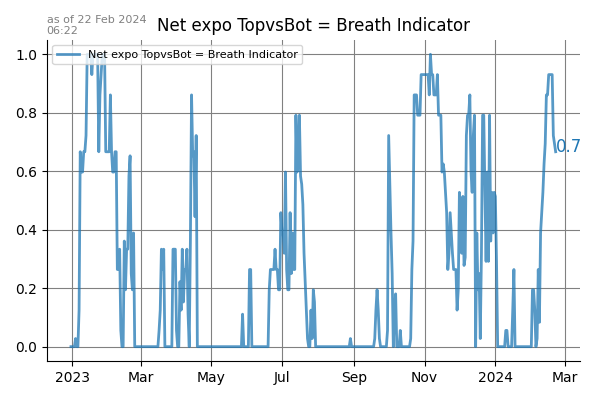 as of 22 Feb 2024
06:22
Net expo TopvsBot = Breath Indicator
Net expo TopvsBot = Breath Indicator
1.0
0.8
0.6
0.4
0.2
0.0
0.7
2023 Mar May Jul Sep Nov 2024 Mar